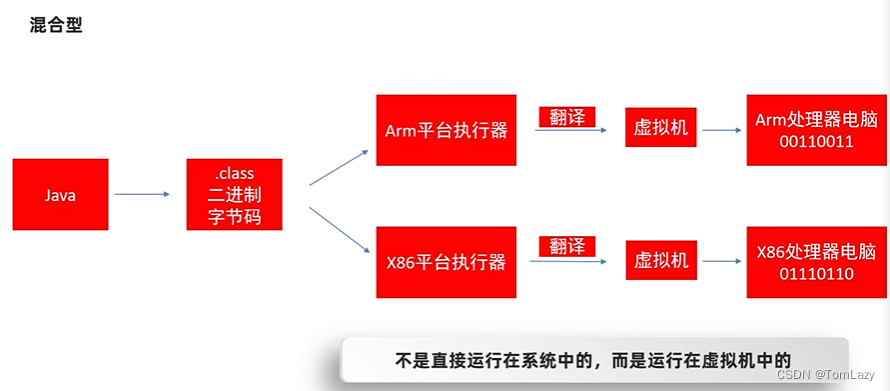 混合型
Java
.class
二进制
字节码
Arm平台执行器
翻译
虚拟机
Arm处理器电脑
00110011
X86平台执行器
翻译
虚拟机
X86处理器电脑
01110110
不是直接运行在系统中的，而是运行在虚拟机中的
CSDN @TomLazy